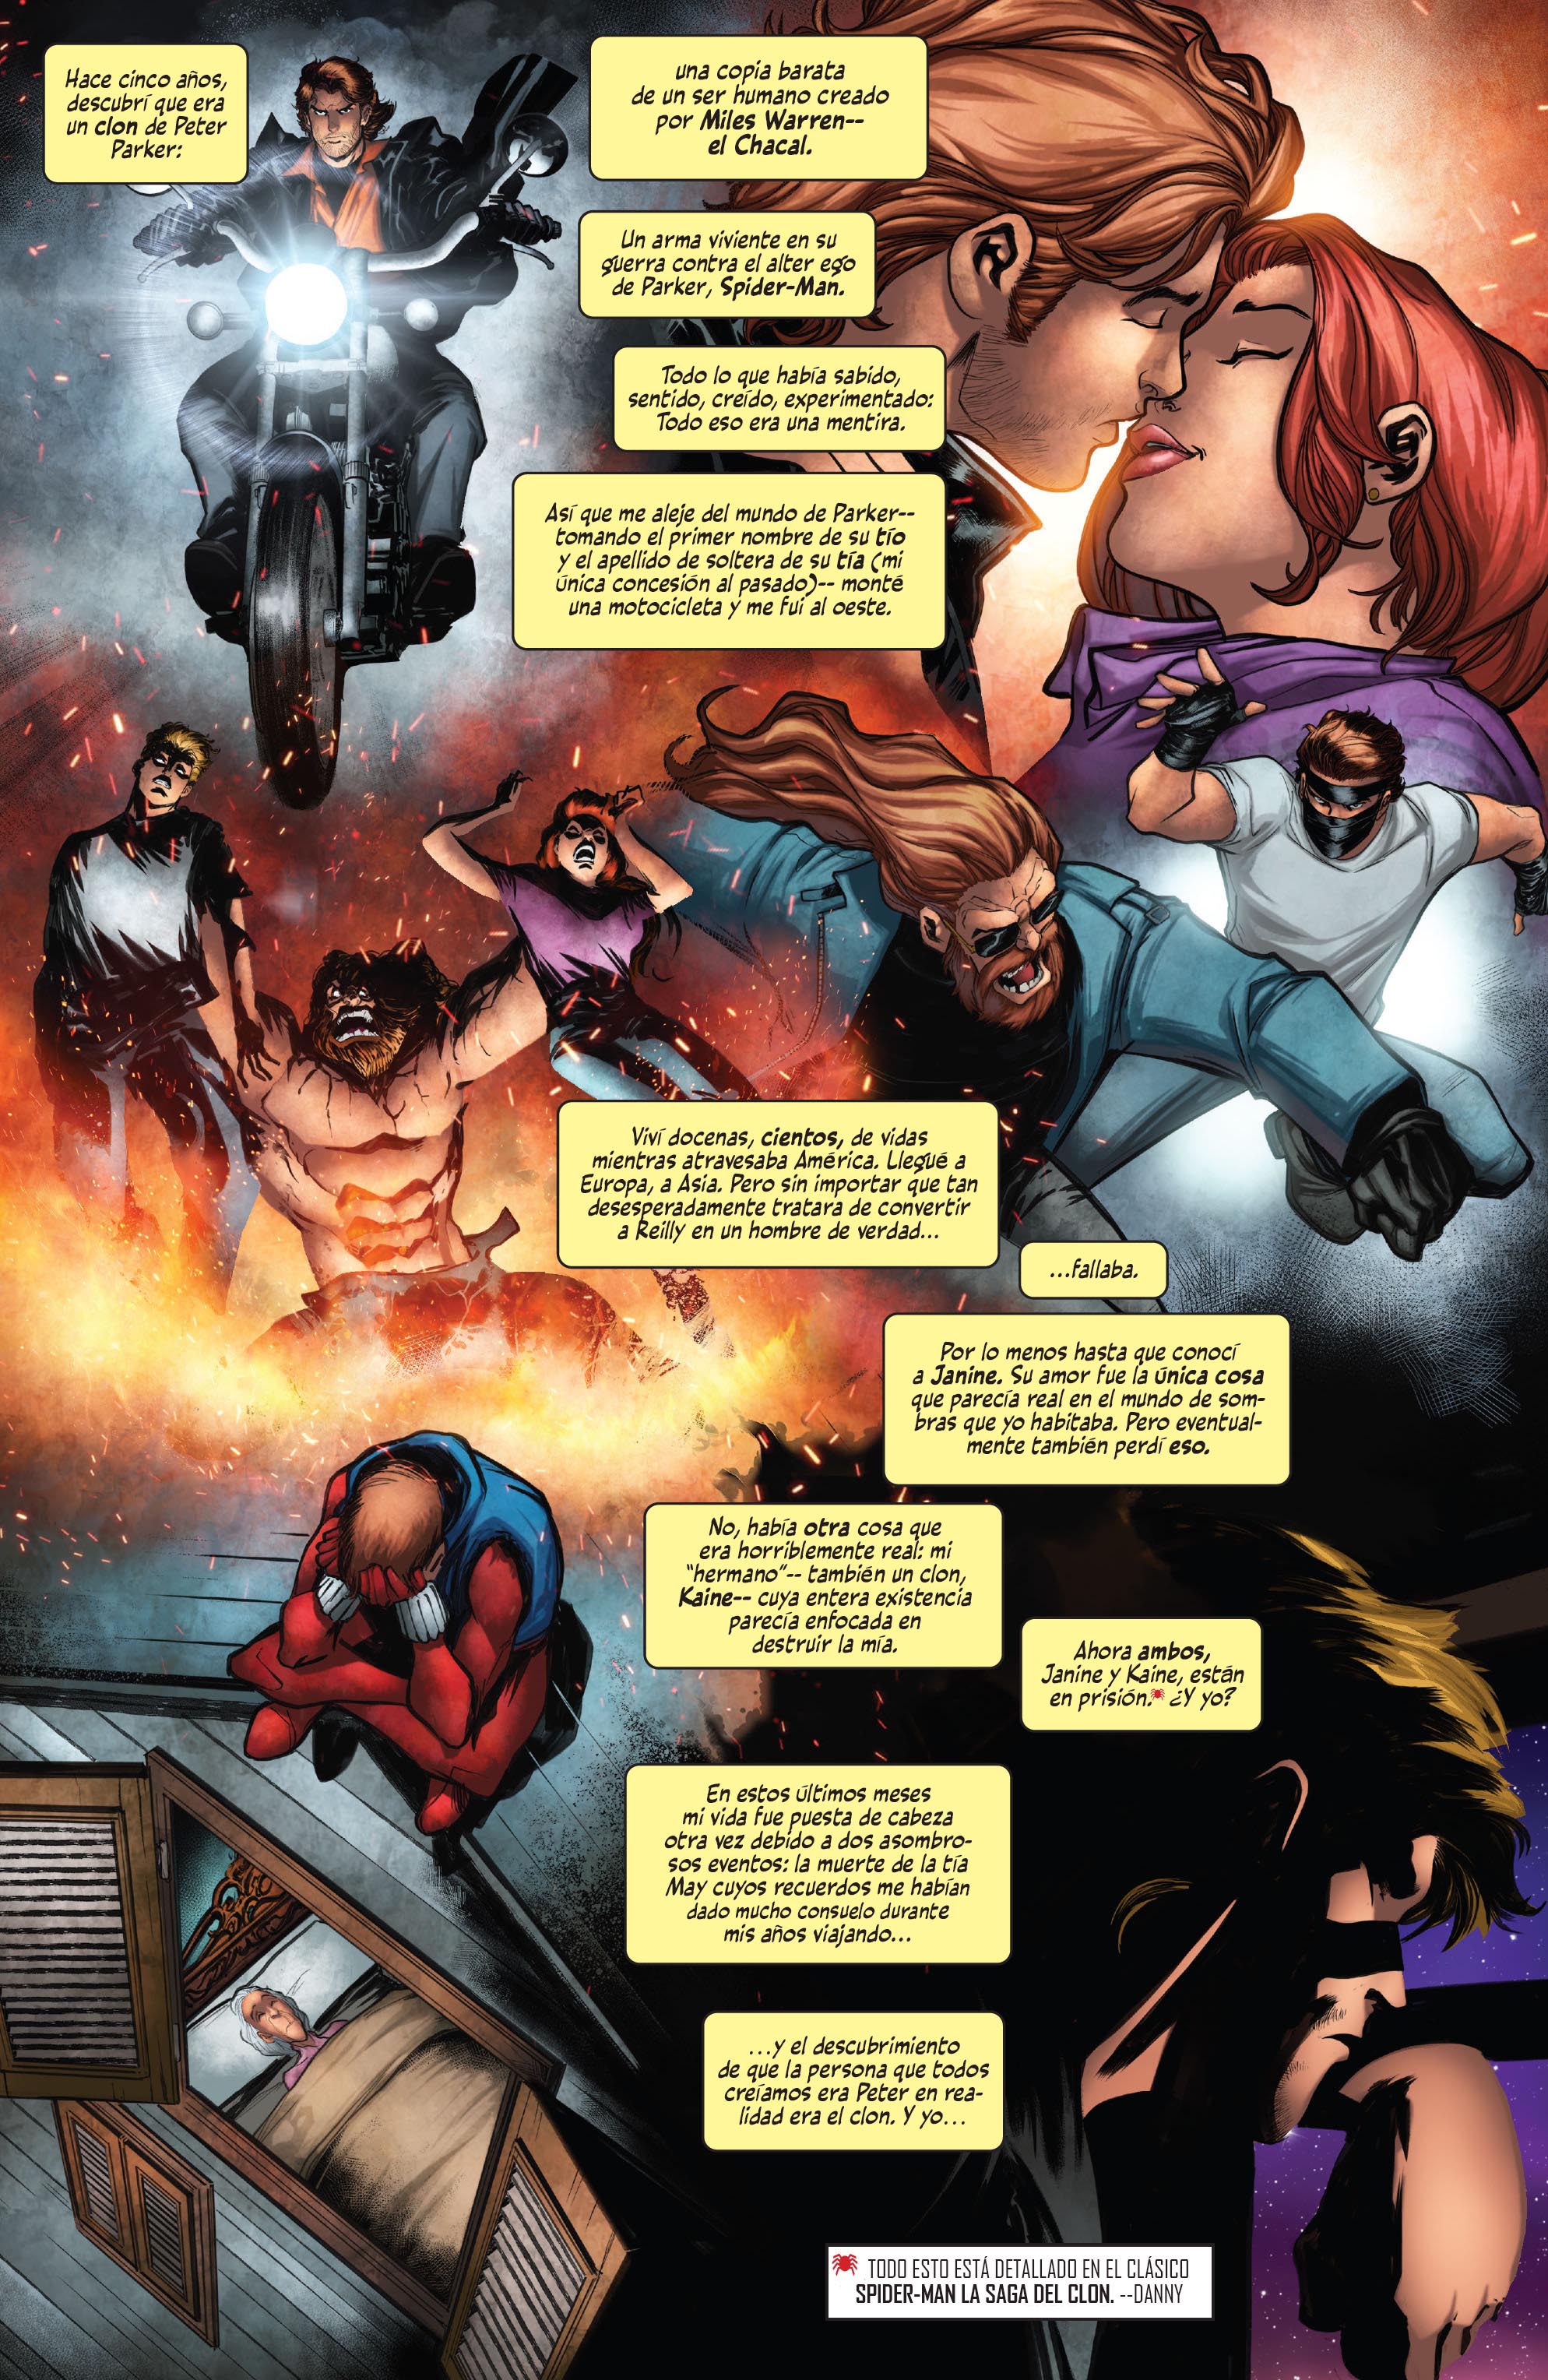 Hace cinco años,
descubrí que era
un clon de Peter
Parker:
una copia barata
de un ser humano creado
por Miles Warren--
el Chacal.
Un arma viviente en su
guerra contra el alter ego
de Parker, Spider-Man.
Todo lo que había sabido,
sentido, creído, experimentado:
Todo eso era una mentira.
Así que me aleje del mundo de Parker--
tomando el primer nombre de su tío
y el apellido de soltera de su tía (mi
única concesión al pasado)-- monté
una motocicleta y me fui al oeste.
Viví docenas, cientos, de vidas
mientras atravesaba América. Llegué a
Europa, a Asia. Pero sin importar que tan
desesperadamente tratara de convertir
a Reilly en un hombre de verdad...
...fallaba.
Por lo menos hasta que conocí
a Janine. Su amor fue la única cosa
que parecía real en el mundo de som-
bras que yo habitaba. Pero eventual-
mente también perdí eso.
No, había otra cosa que
era horriblemente real: mi
"hermano"-- también un clon,
Kaine-- cuya entera existencia
parecía enfocada en
destruir la mía.
Ahora ambos,
Janine y Kaine, están
en prisión. ¿Y yo?
En estos últimos meses
mi vida fue puesta de cabeza
otra vez debido a dos asombro-
sos eventos: la muerte de la tía
May cuyos recuerdos me habían
dado mucho consuelo durante
mis años viajando...
...y el descubrimiento
de que la persona que todos
creíamos era Peter en rea-
lidad era el clon. Y yo...
TODO ESTO ESTÁ DETALLADO EN EL CLÁSICO
SPIDER-MAN LA SAGA DEL CLON. --DANNY